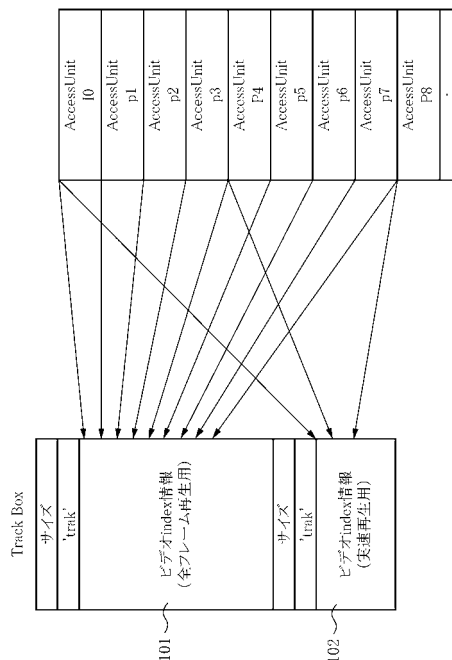 Track Box
サイズ
'trak'
ビデオindex情報
(全フレーム再生用)
サイズ
'trak'
ビデオindex情報
(実速再生用)
101
102
AccessUnit
I0
AccessUnit
p1
AccessUnit
p2
AccessUnit
p3
AccessUnit
P4
AccessUnit
p5
AccessUnit
p6
AccessUnit
p7
AccessUnit
P8